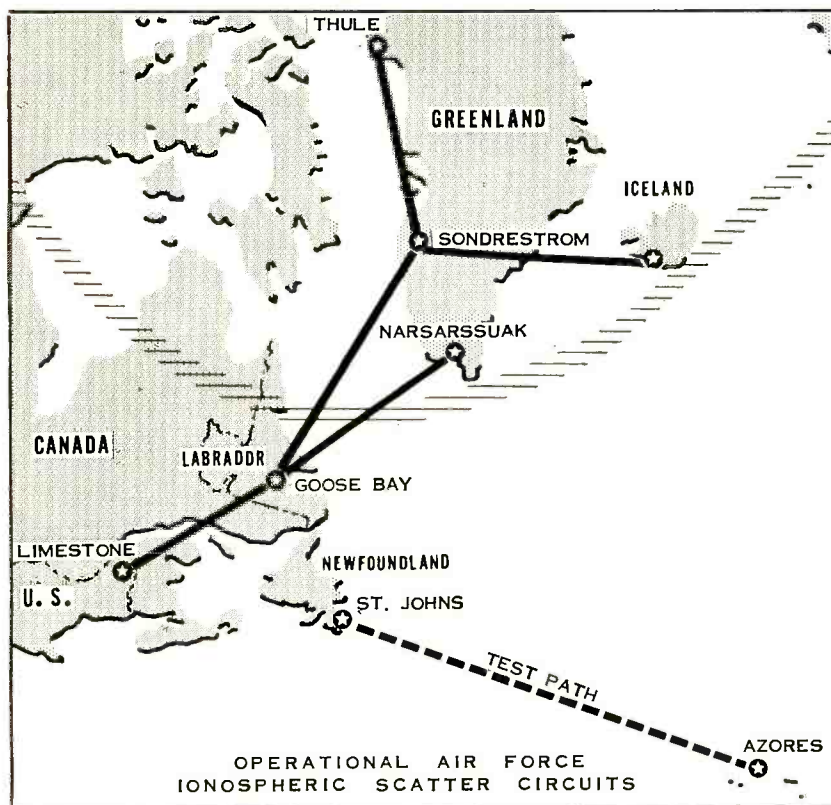 THULE
GREENLAND
ICELAND
SONDRESTROM
NARSARSSUAK
CANADA
LABRADDR
GOOSE BAY
LIMESTONE
NEWFOUNDLAND
U. S.
ST. JOHNS
TEST PATH
AZORES
OPERATIONAL AIR FORCE
IONOSPHERIC SCATTER CIRCUITS